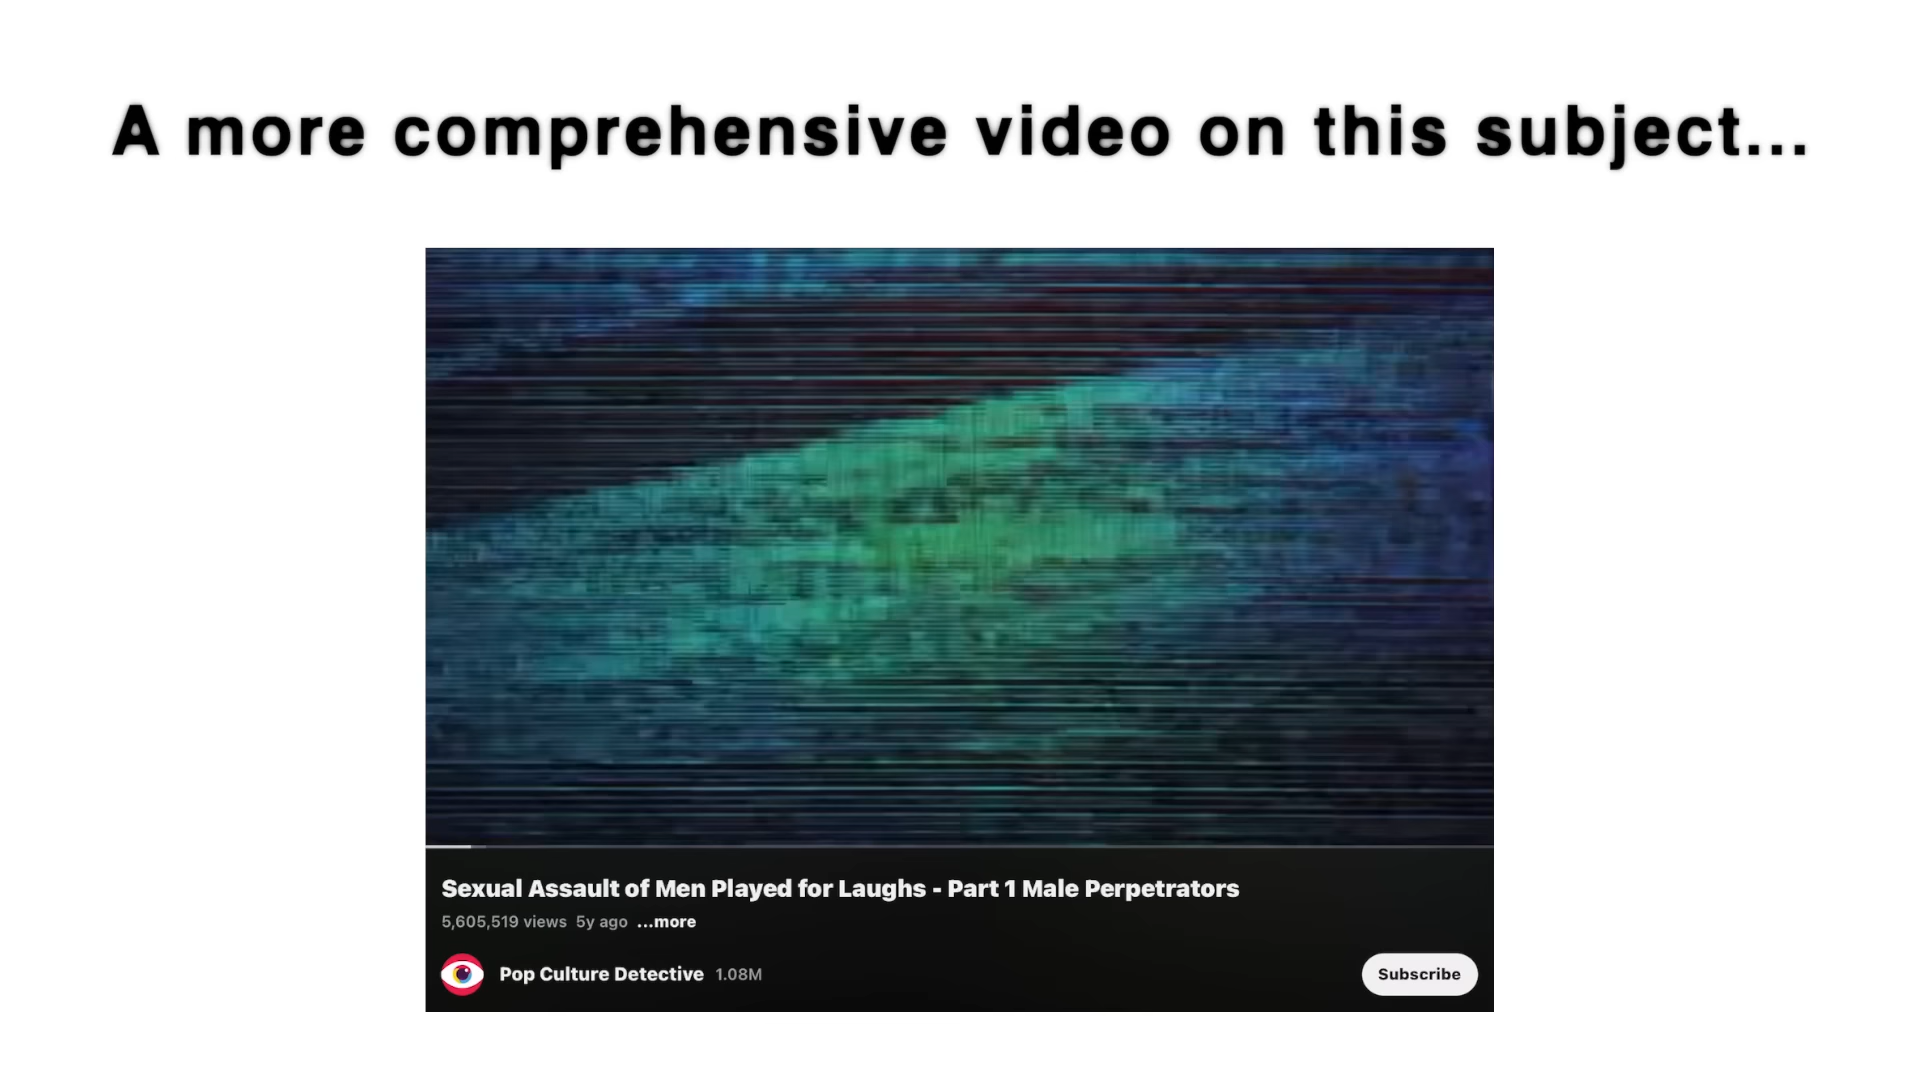 A more comprehensive video on this subject...
Sexual Assault of Men Played for Laughs - Part 1 Male Perpetrators
5,605,519 views 5y ago ...more
Pop Culture Detective 1.08M
Subscribe